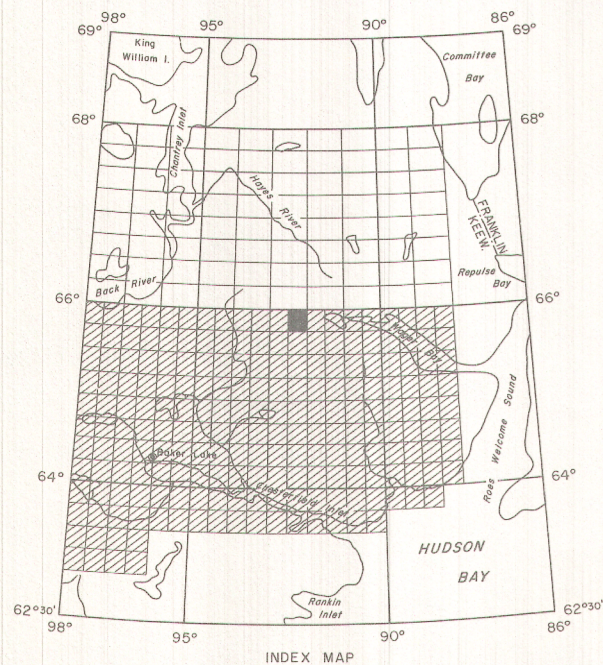 98° 95° 90° 86°
69° 69°
King
William I.
Committee
Bay
68° 68°
Chantrey Inlet
Hayes River
FRANKLIN
KEEW.
Repulse
Bay
Back River
66° 66°
Wager Bay
Roes Welcome Sound
Baker Lake
64° 64°
Chesterfield Inlet
HUDSON
BAY
Rankin
Inlet
62°30' 62°30'
98° 95° 90° 86°
INDEX MAP